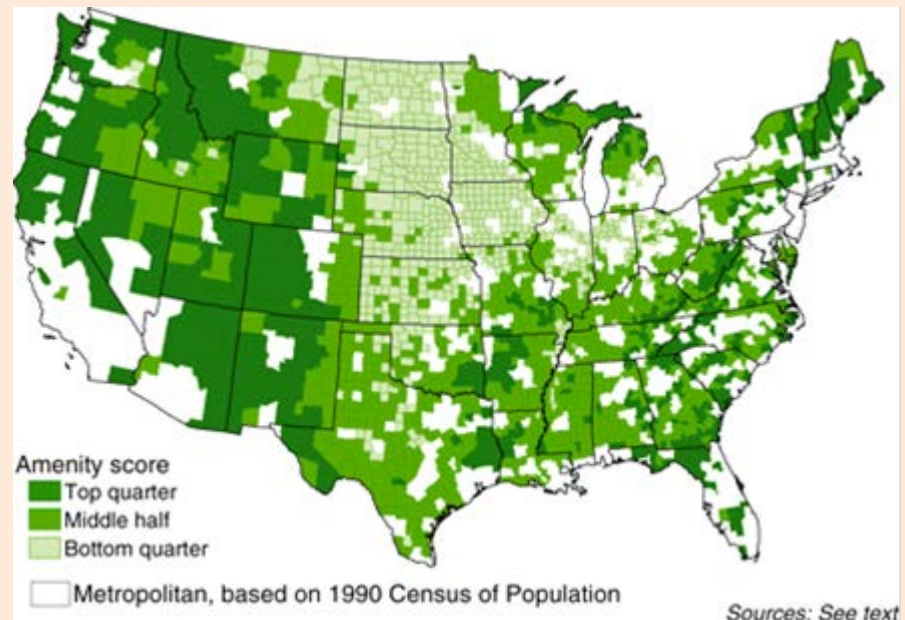 Amenity score
Top quarter
Middle half
Bottom quarter
Metropolitan, based on 1990 Census of Population
Sources: See text